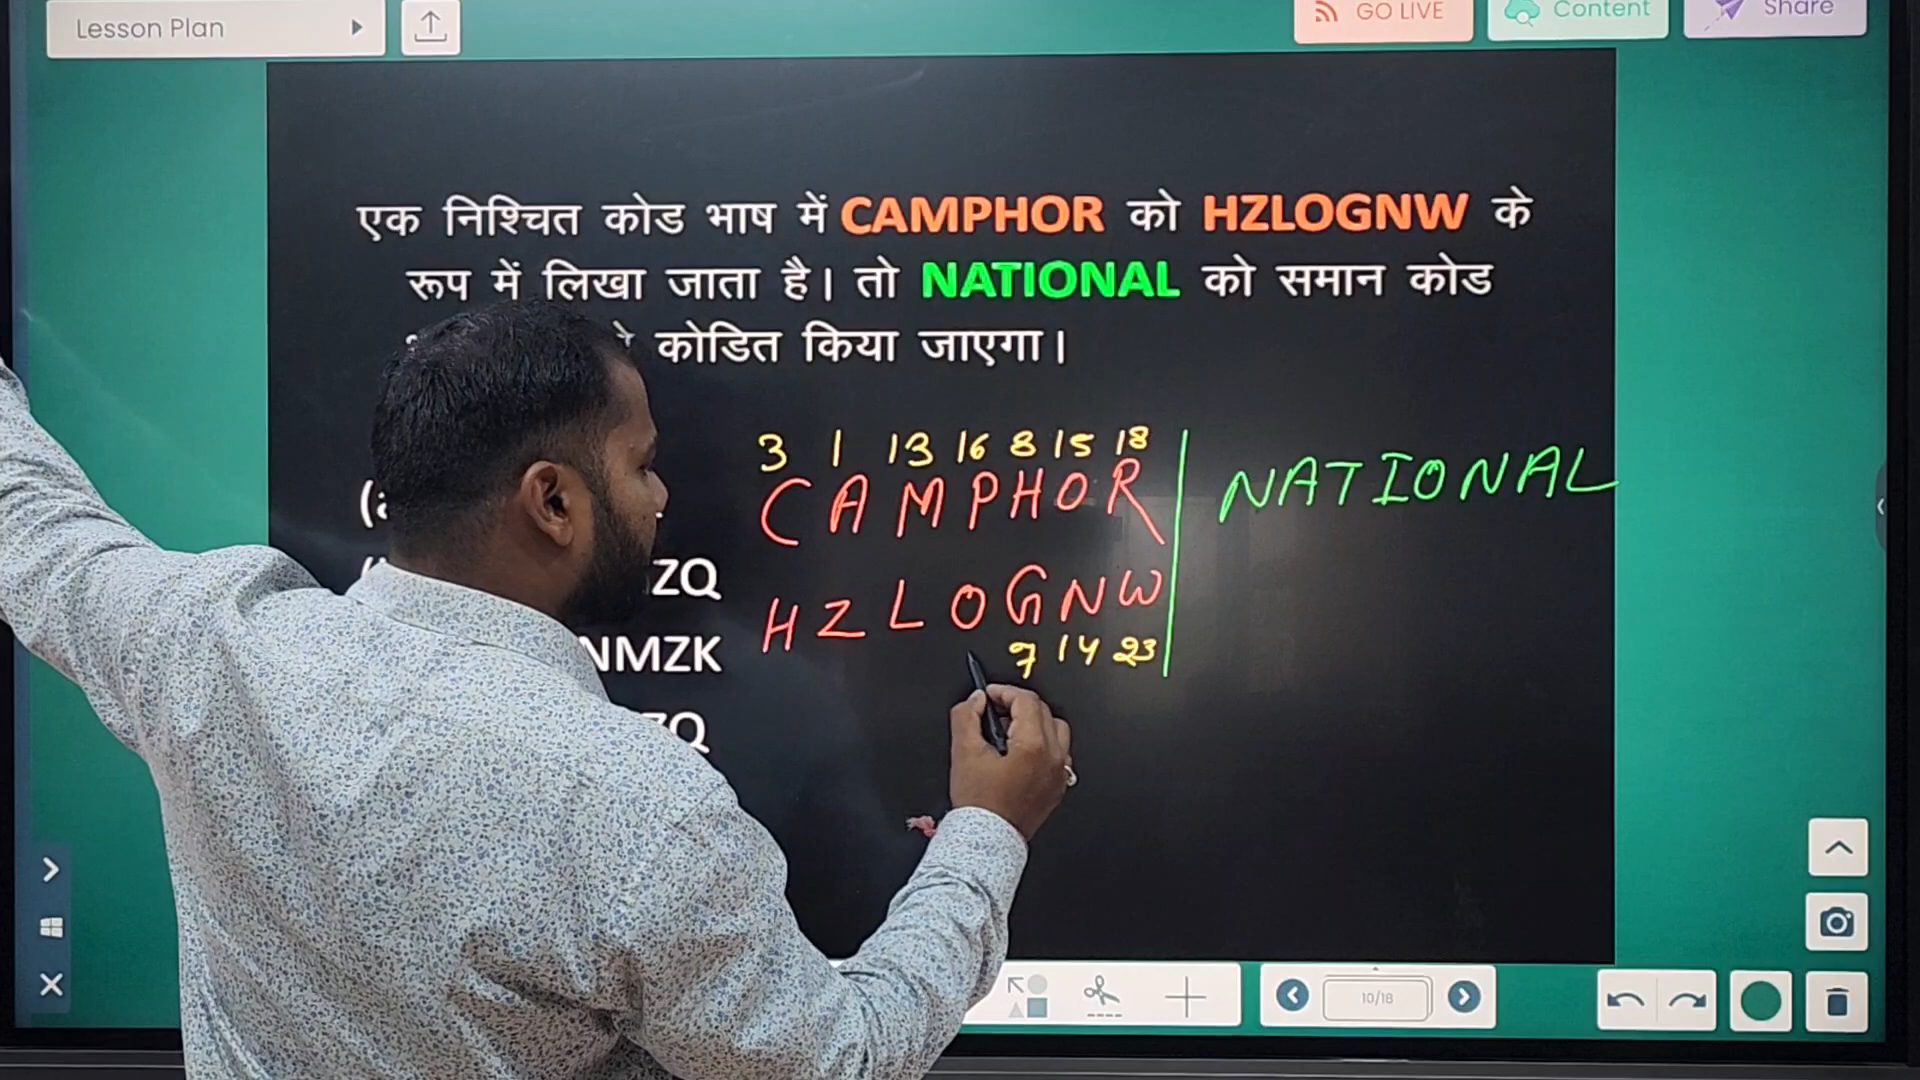 Lesson Plan
GO LIVE
Content
Share
एक निश्चित कोड भाष में CAMPHOR को HZLOGNW के
रूप में लिखा जाता है। तो NATIONAL को समान कोड
कोडित किया जाएगा।
3 1 13 16 8 15 18
CAMPHOR
NATIONAL
(a
ZQ
HZLOGNW
NMZK
7 14 23
ZQ
10/18